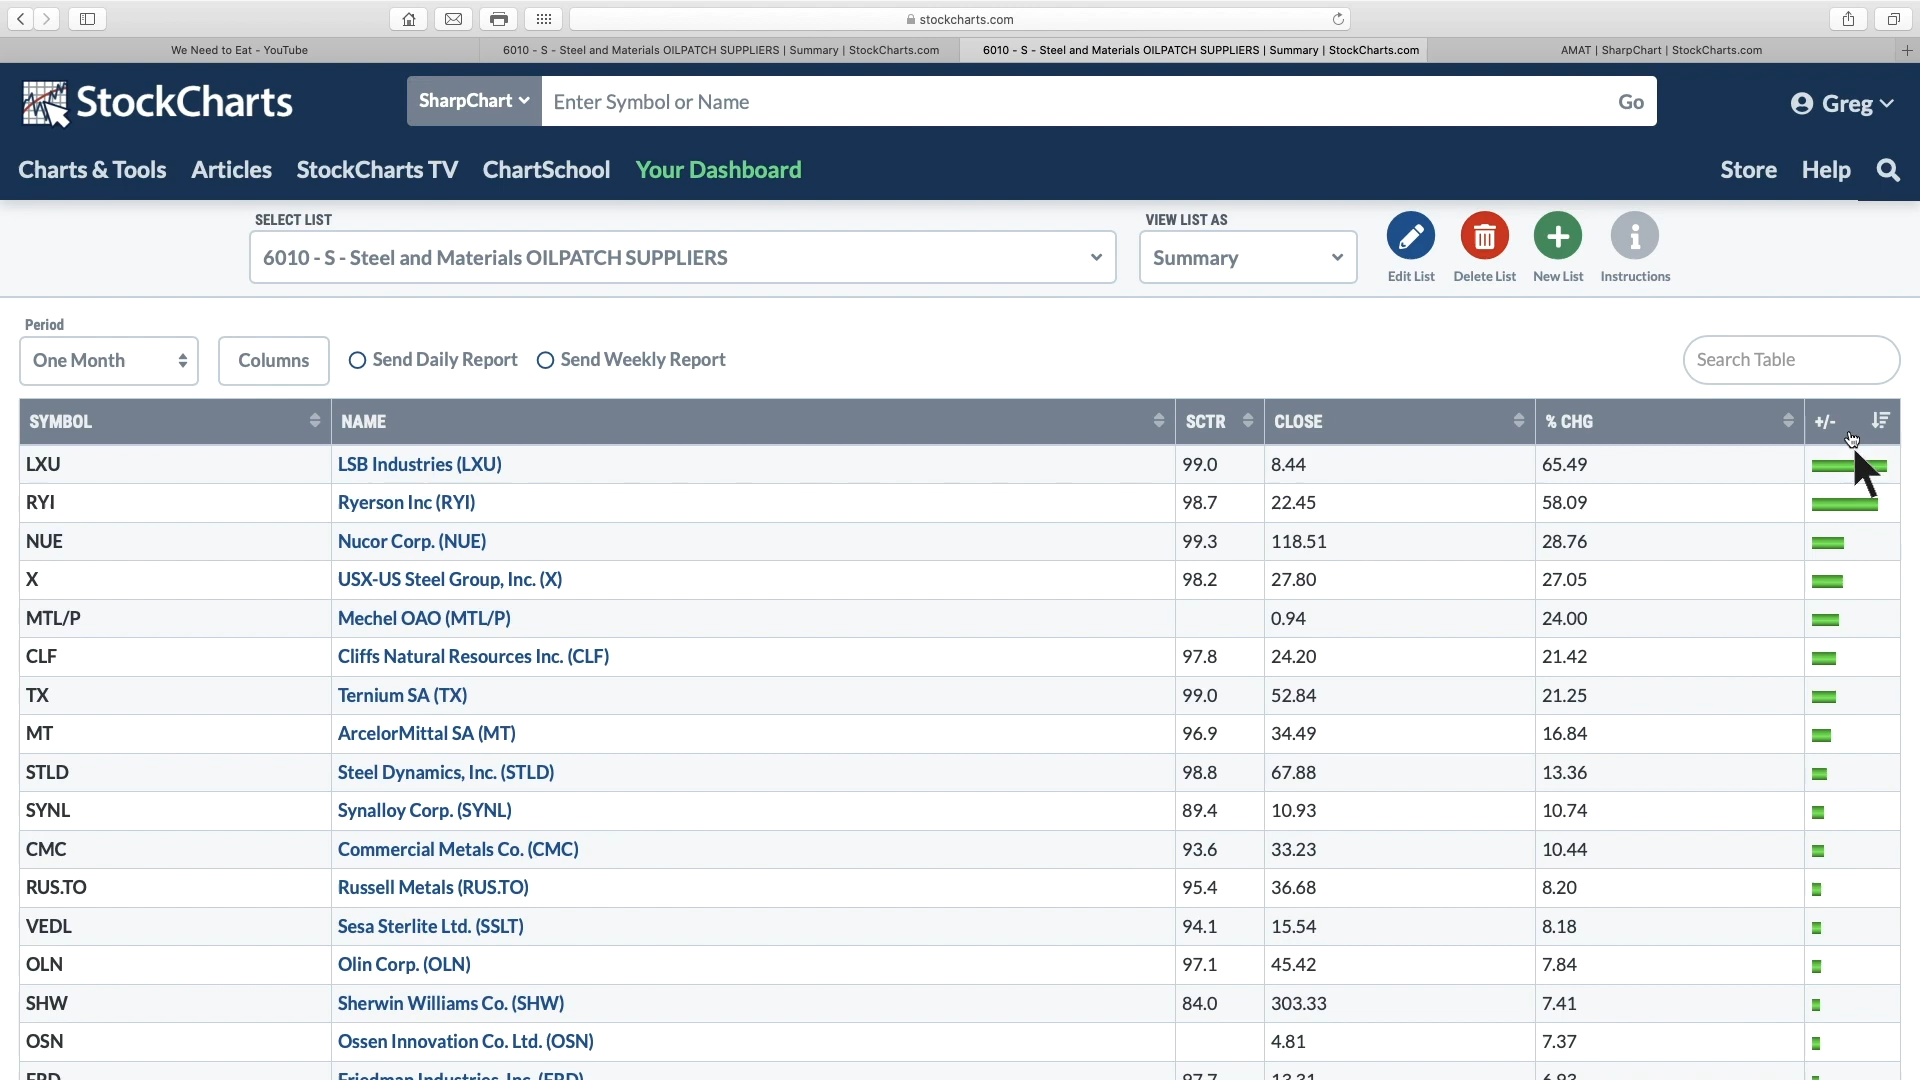 stockcharts.com
We Need to Eat - YouTube
6010 - S - Steel and Materials OILPATCH SUPPLIERS | Summary | StockCharts.com
6010 - S - Steel and Materials OILPATCH SUPPLIERS | Summary | StockCharts.com
AMAT | SharpChart | StockCharts.com
StockCharts
SharpChart
Enter Symbol or Name
Go
Greg
Charts & Tools
Articles
StockCharts TV
ChartSchool
Your Dashboard
Store
Help
SELECT LIST
6010 - S - Steel and Materials OILPATCH SUPPLIERS
VIEW LIST AS
Summary
Edit List
Delete List
New List
Instructions
Period
One Month
Columns
Send Daily Report
Send Weekly Report
Search Table
SYMBOL NAME SCTR CLOSE % CHG +/-
LXU LSB Industries (LXU) 99.0 8.44 65.49
RYI Ryerson Inc (RYI) 98.7 22.45 58.09
NUE Nucor Corp. (NUE) 99.3 118.51 28.76
X USX-US Steel Group, Inc. (X) 98.2 27.80 27.05
MTL/P Mechel OAO (MTL/P) 0.94 24.00
CLF Cliffs Natural Resources Inc. (CLF) 97.8 24.20 21.42
TX Ternium SA (TX) 99.0 52.84 21.25
MT ArcelorMittal SA (MT) 96.9 34.49 16.84
STLD Steel Dynamics, Inc. (STLD) 98.8 67.88 13.36
SYNL Synalloy Corp. (SYNL) 89.4 10.93 10.74
CMC Commercial Metals Co. (CMC) 93.6 33.23 10.44
RUS.TO Russell Metals (RUS.TO) 95.4 36.68 8.20
VEDL Sesa Sterlite Ltd. (SSLT) 94.1 15.54 8.18
OLN Olin Corp. (OLN) 97.1 45.42 7.84
SHW Sherwin Williams Co. (SHW) 84.0 303.33 7.41
OSN Ossen Innovation Co. Ltd. (OSN) 4.81 7.37
Friedman Industries, Inc.